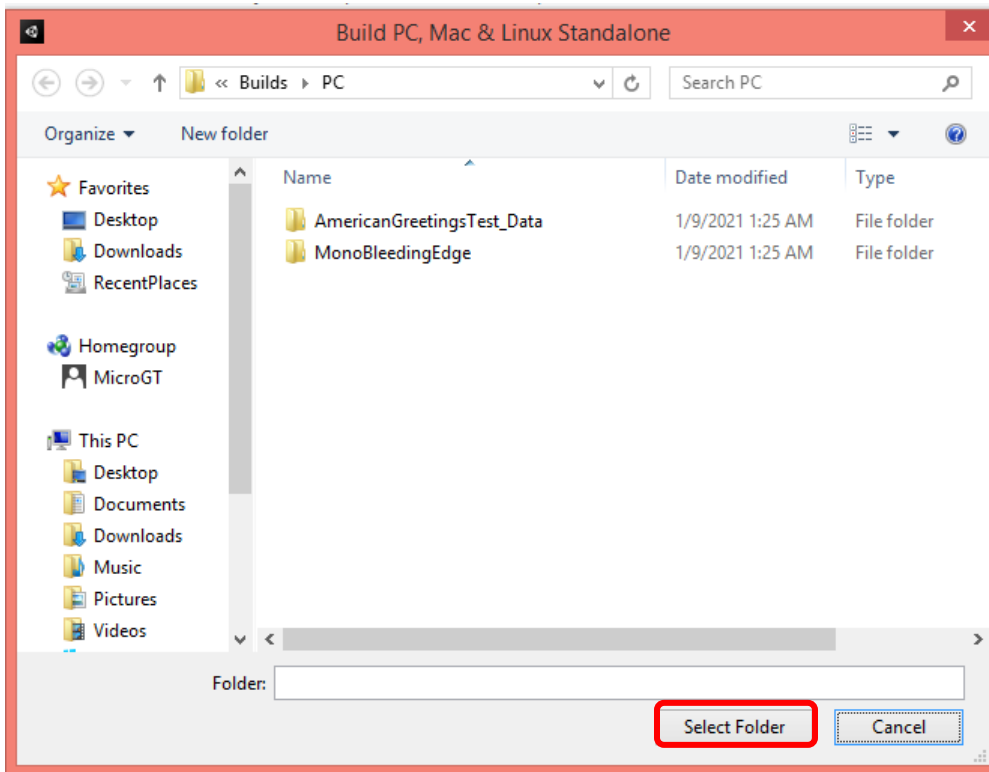 Build PC, Mac & Linux Standalone
« Builds PC
Search PC
Organize New folder
Name Date modified Type
Favorites
Desktop
Downloads
RecentPlaces
Homegroup
MicroGT
This PC
Desktop
Documents
Downloads
Music
Pictures
Videos
AmericanGreetingsTest_Data 1/9/2021 1:25 AM File folder
MonoBleedingEdge 1/9/2021 1:25 AM File folder
Folder:
Select Folder Cancel